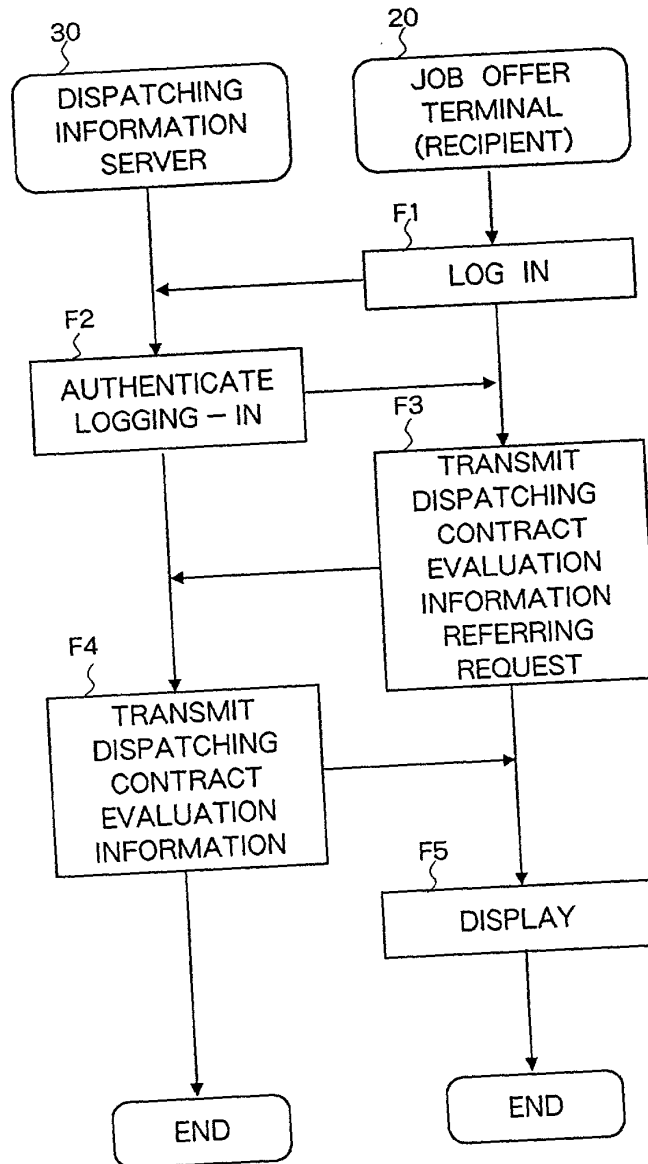 30
DISPATCHING
INFORMATION
SERVER
20
JOB OFFER
TERMINAL
(RECIPIENT)
F1
LOG IN
F2
AUTHENTICATE
LOGGING - IN
F3
TRANSMIT
DISPATCHING
CONTRACT
EVALUATION
INFORMATION
REFERRING
REQUEST
F4
TRANSMIT
DISPATCHING
CONTRACT
EVALUATION
INFORMATION
F5
DISPLAY
END
END